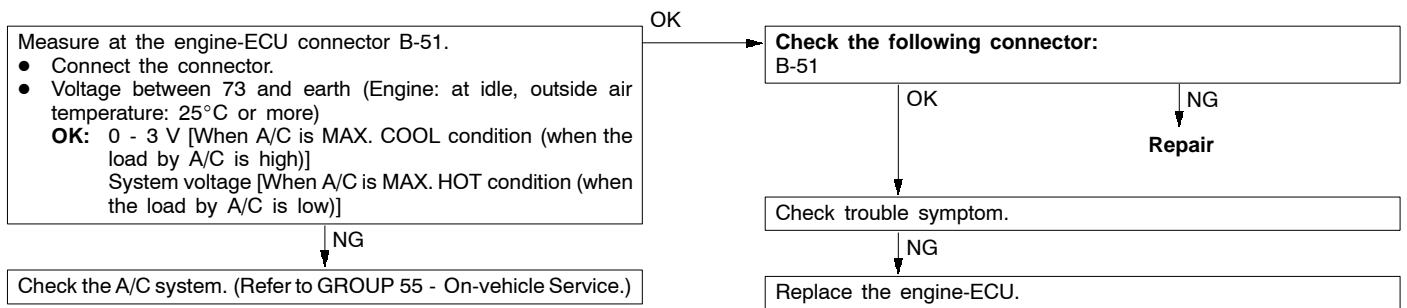 Measure at the engine-ECU connector B-51.
● Connect the connector.
● Voltage between 73 and earth (Engine: at idle, outside air
temperature: 25°C or more)
OK: 0 - 3 V [When A/C is MAX. COOL condition (when the
load by A/C is high)]
System voltage [When A/C is MAX. HOT condition (when
the load by A/C is low)]
NG
Check the A/C system. (Refer to GROUP 55 - On-vehicle Service.)
OK
Check the following connector:
B-51
OK
NG
Repair
Check trouble symptom.
NG
Replace the engine-ECU.